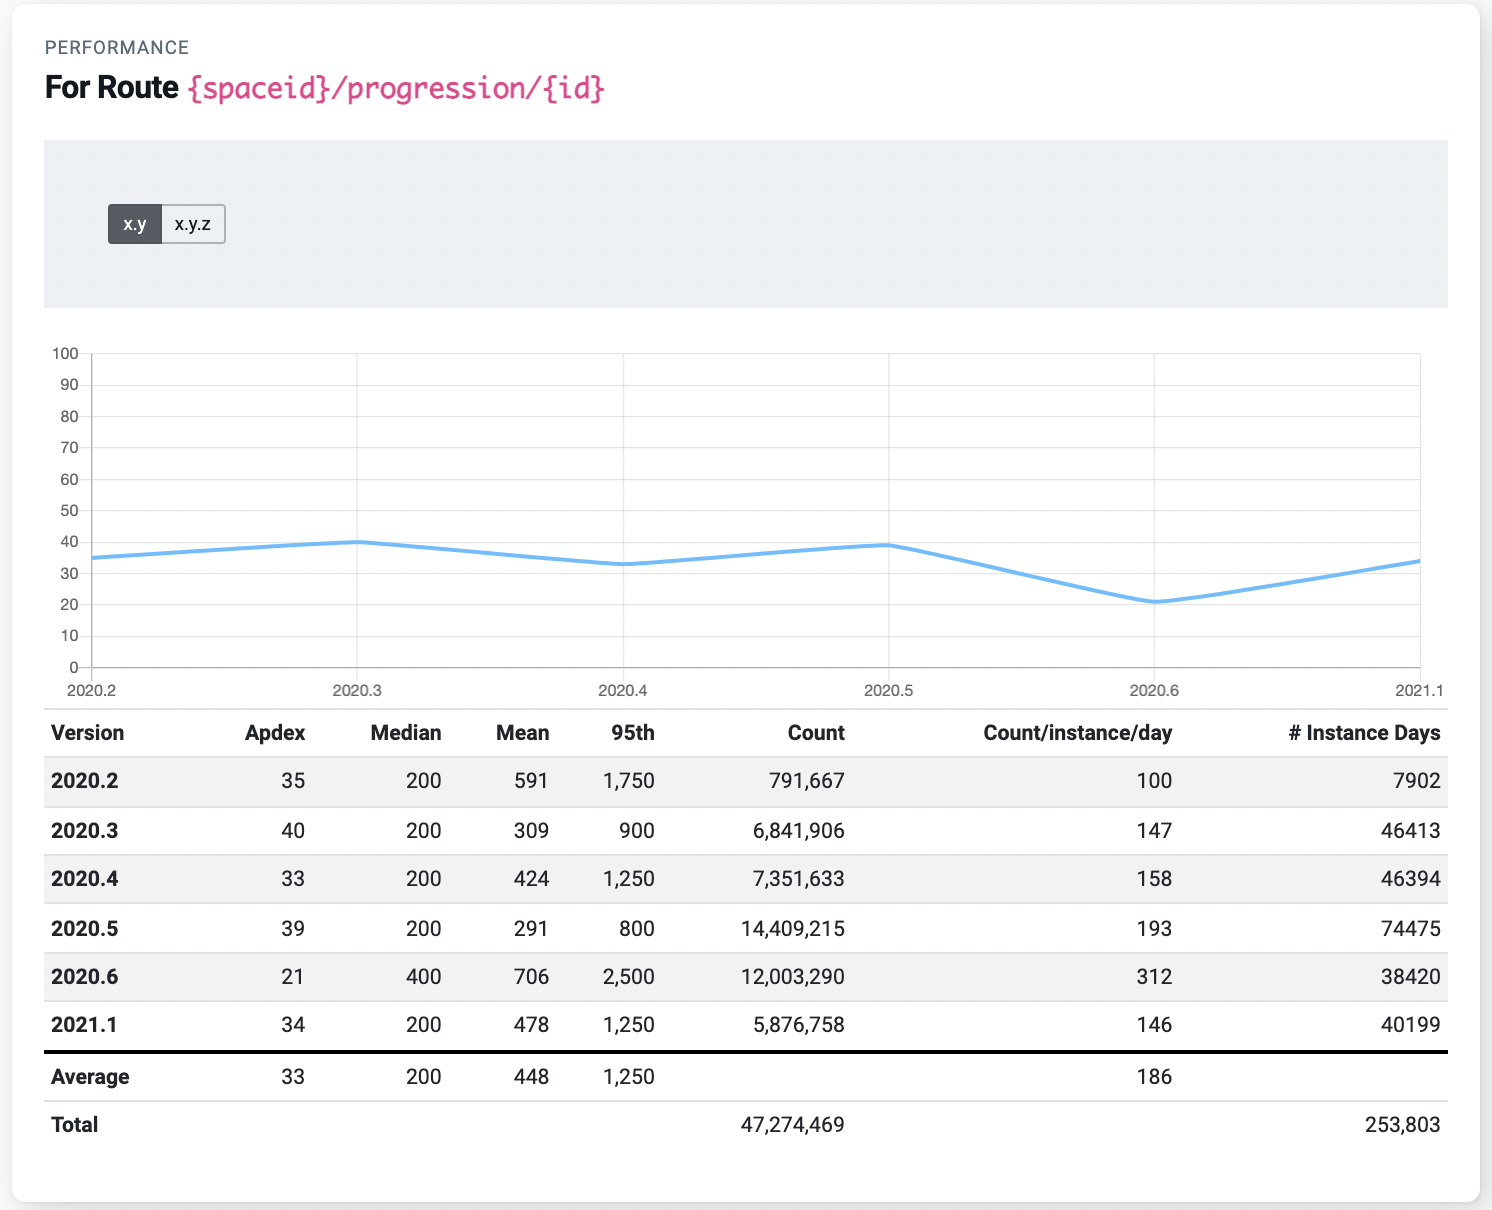 PERFORMANCE
For Route {spaceid}/progression/{id}
x.y x.y.z
100
90
80
70
60
50
40
30
20
10
0
2020.2 2020.3 2020.4 2020.5 2020.6 2021.1
Version Apdex Median Mean 95th Count Count/instance/day # Instance Days
2020.2 35 200 591 1,750 791,667 100 7902
2020.3 40 200 309 900 6,841,906 147 46413
2020.4 33 200 424 1,250 7,351,633 158 46394
2020.5 39 200 291 800 14,409,215 193 74475
2020.6 21 400 706 2,500 12,003,290 312 38420
2021.1 34 200 478 1,250 5,876,758 146 40199
Average 33 200 448 1,250 186
Total 47,274,469 253,803